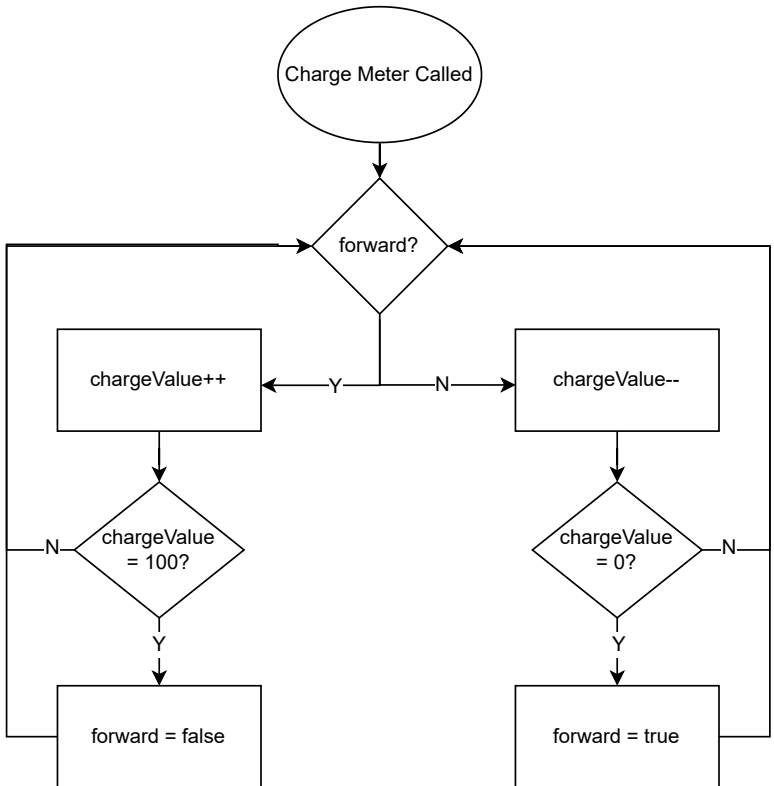 Charge Meter Called
forward?
chargeValue++
Y
N
chargeValue--
chargeValue
= 100?
N
chargeValue
= 0?
N
Y
Y
forward = false
forward = true